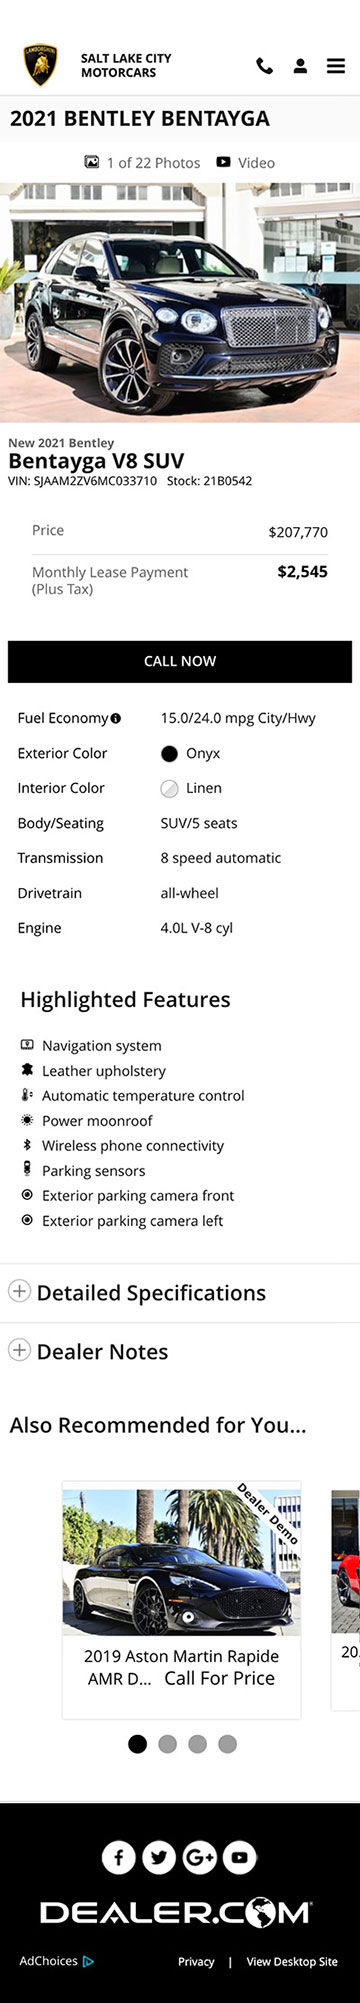 LAMBORGHINI
SALT LAKE CITY
MOTORCARS
2021 BENTLEY BENTAYGA
1 of 22 Photos Video
New 2021 Bentley
Bentayga V8 SUV
VIN: SJAAM2ZV6MC033710 Stock: 21B0542
Price $207,770
Monthly Lease Payment $2,545
(Plus Tax)
CALL NOW
Fuel Economy 15.0/24.0 mpg City/Hwy
Exterior Color Onyx
Interior Color Linen
Body/Seating SUV/5 seats
Transmission 8 speed automatic
Drivetrain all-wheel
Engine 4.0L V-8 cyl
Highlighted Features
Navigation system
Leather upholstery
Automatic temperature control
Power moonroof
Wireless phone connectivity
Parking sensors
Exterior parking camera front
Exterior parking camera left
Detailed Specifications
Dealer Notes
Also Recommended for You...
Dealer Demo
2019 Aston Martin Rapide
AMR D... Call For Price
20
G+
DEALER.COM
AdChoices Privacy | View Desktop Site